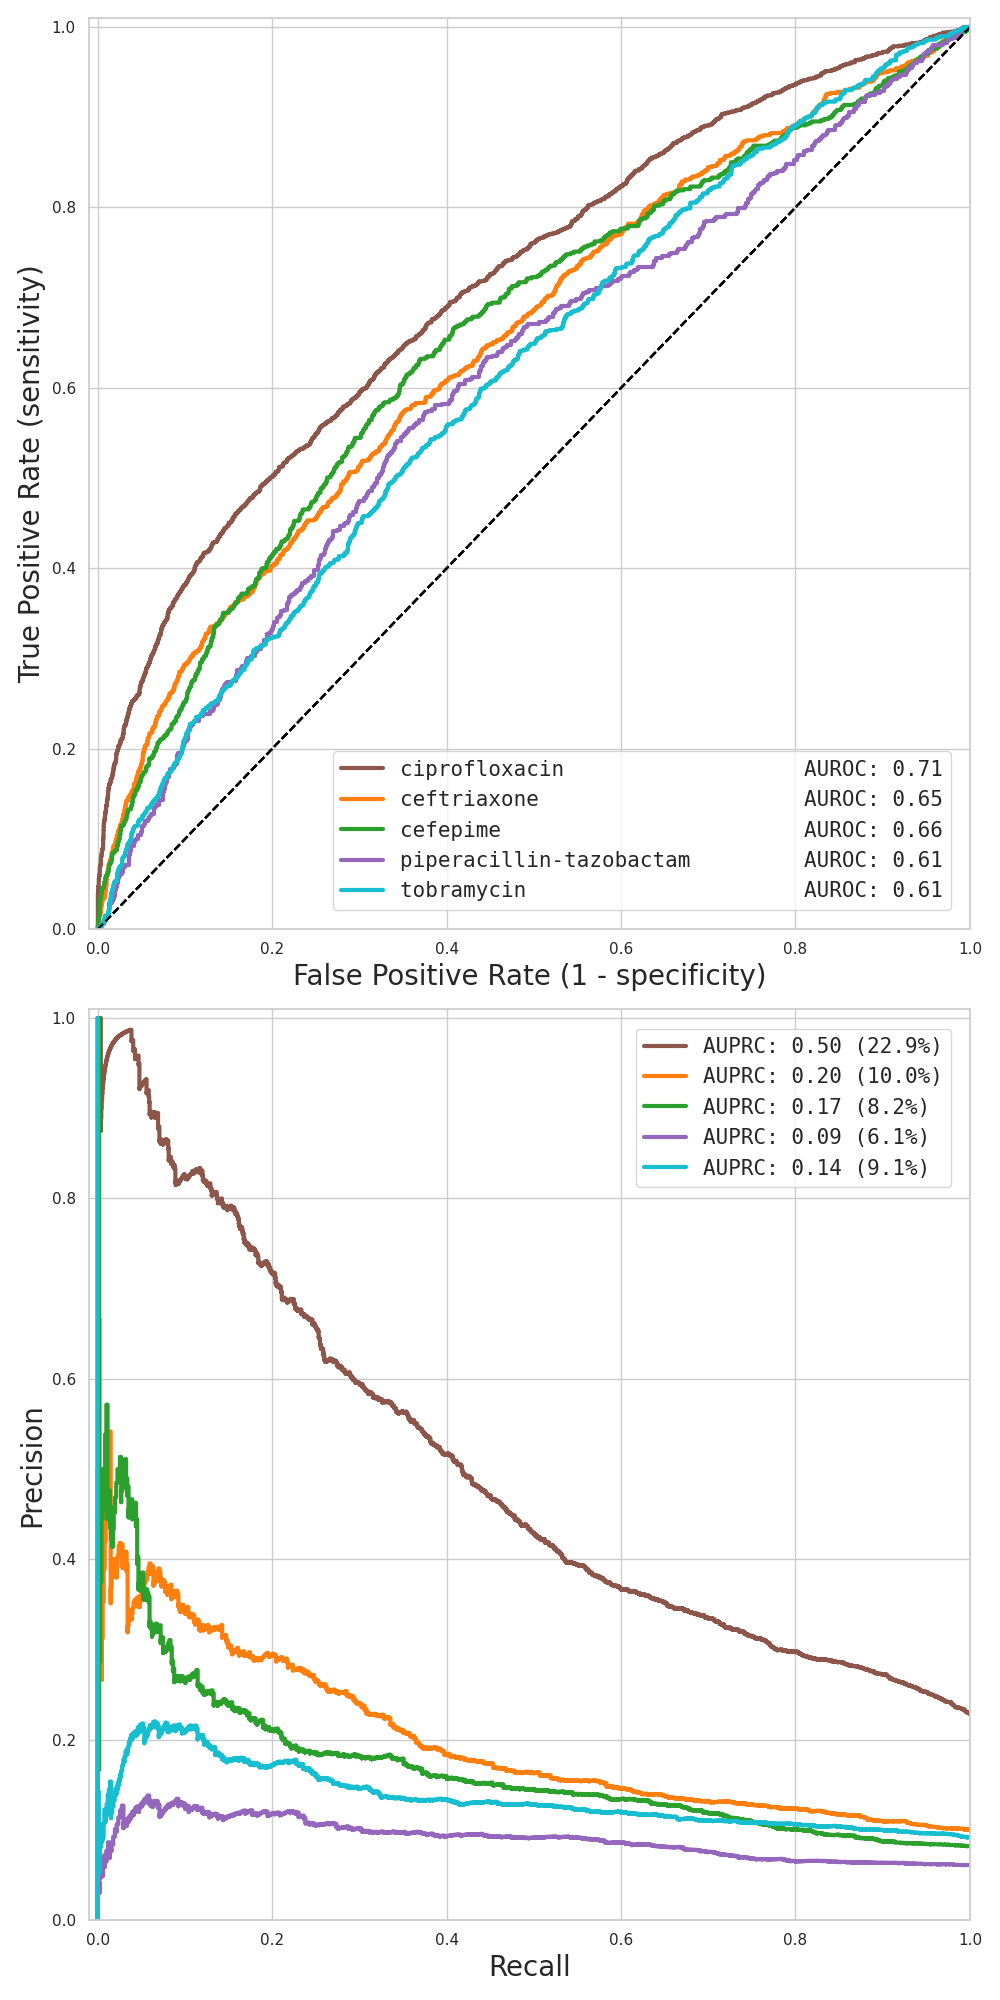 1.0
0.8
0.6
0.4
0.2
0.0
True Positive Rate (sensitivity)
ciprofloxacin AUROC: 0.71
ceftriaxone AUROC: 0.65
cefepime AUROC: 0.66
piperacillin-tazobactam AUROC: 0.61
tobramycin AUROC: 0.61
0.0 0.2 0.4 0.6 0.8 1.0
False Positive Rate (1 - specificity)
1.0
0.8
0.6
0.4
0.2
0.0
Precision
AUPRC: 0.50 (22.9%)
AUPRC: 0.20 (10.0%)
AUPRC: 0.17 (8.2%)
AUPRC: 0.09 (6.1%)
AUPRC: 0.14 (9.1%)
0.0 0.2 0.4 0.6 0.8 1.0
Recall